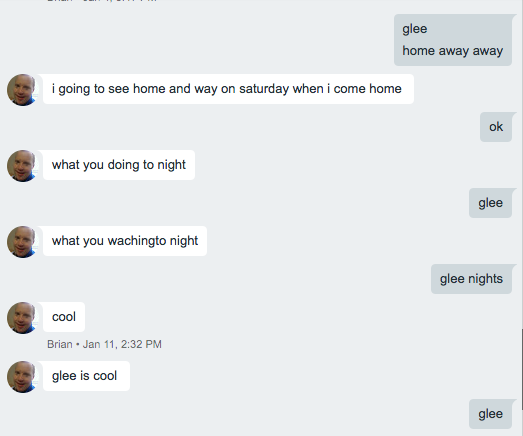 glee
home away away
i going to see home and way on saturday when i come home
ok
what you doing to night
glee
what you wachingto night
glee nights
cool
Brian • Jan 11, 2:32 PM
glee is cool
glee